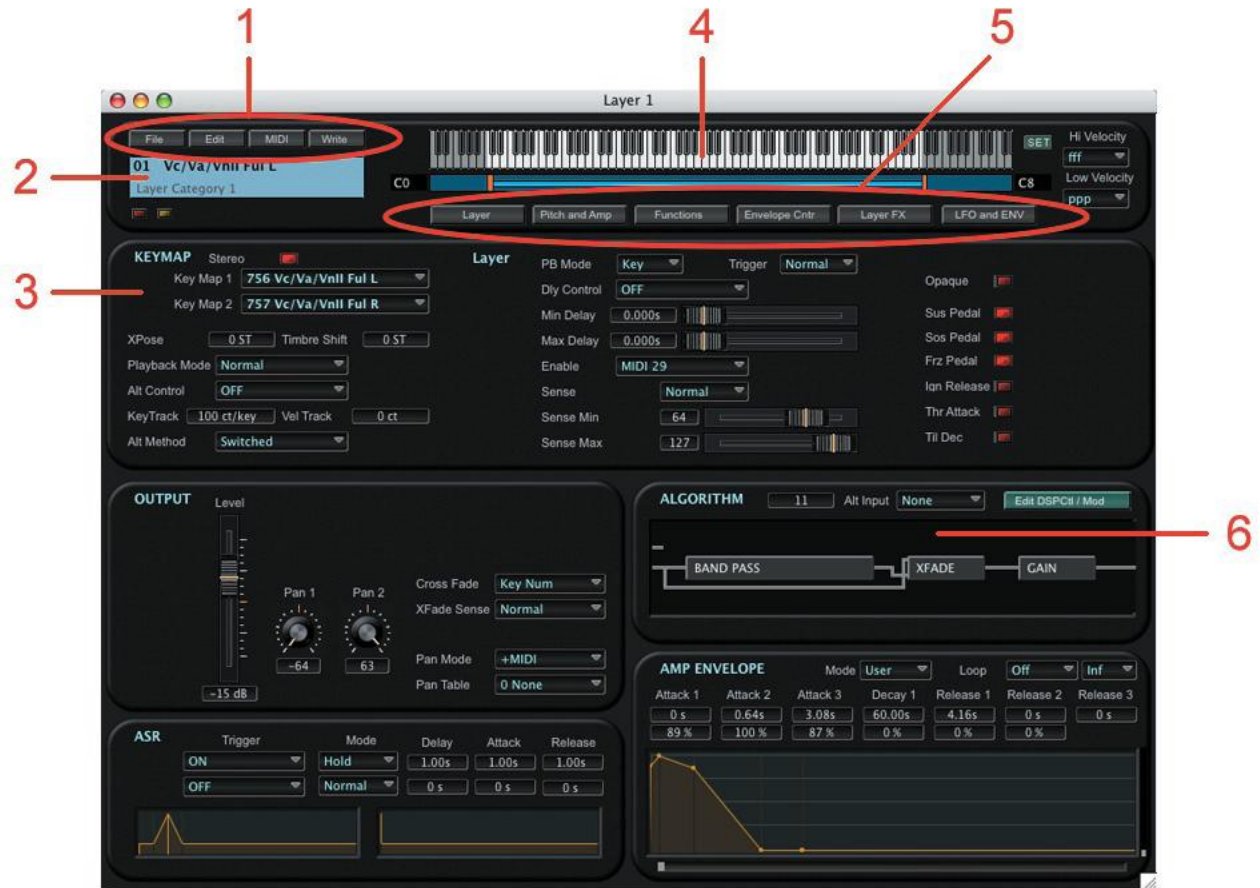 1
4
5
Layer 1
File Edit MIDI Write
SET
Hi Velocity
fff
2
01 Vc/Va/VnII Ful L
Layer Category 1
C0
C8
Low Velocity
ppp
Layer Pitch and Amp Functions Envelope Cntr Layer FX LFO and ENV
3
KEYMAP Stereo
Key Map 1 756 Vc/Va/VnII Ful L
Key Map 2 757 Vc/Va/VnII Ful R
XPose 0 ST Timbre Shift 0 ST
Playback Mode Normal
Alt Control OFF
KeyTrack 100 ct/key Vel Track 0 ct
Alt Method Switched
Layer
PB Mode Key Trigger Normal
Dly Control OFF
Min Delay 0.000s
Max Delay 0.000s
Enable MIDI 29
Sense Normal
Sense Min 64
Sense Max 127
Opaque
Sus Pedal
Sos Pedal
Frz Pedal
Ign Release
Thr Attack
Til Dec
OUTPUT Level
-15 dB
Pan 1 Pan 2
-64 63
Cross Fade Key Num
XFade Sense Normal
Pan Mode +MIDI
Pan Table 0 None
ALGORITHM 11 Alt Input None Edit DSPCtl / Mod
6
BAND PASS XFADE GAIN
ASR Trigger Mode Delay Attack Release
ON Hold 1.00s 1.00s 1.00s
OFF Normal 0 s 0 s 0 s
AMP ENVELOPE Mode User Loop Off Inf
Attack 1 Attack 2 Attack 3 Decay 1 Release 1 Release 2 Release 3
0 s 0.64s 3.08s 60.00s 4.16s 0 s 0 s
89 % 100 % 87 % 0 % 0 % 0 %